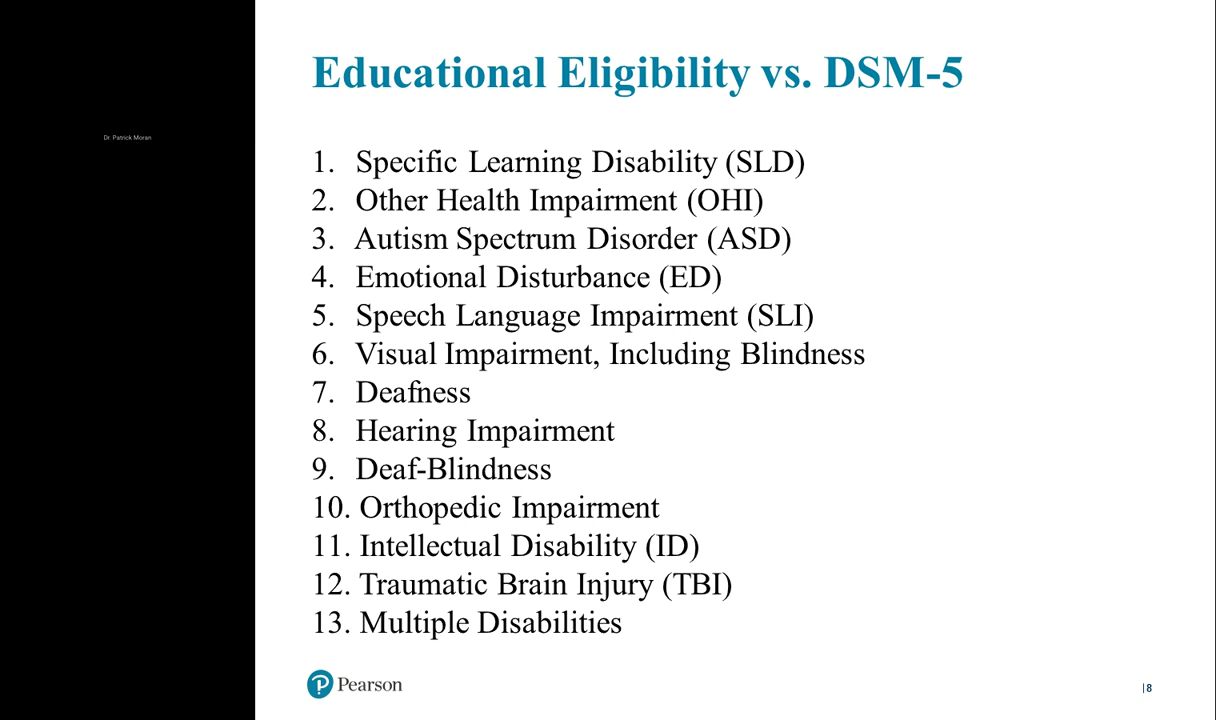 Educational Eligibility vs. DSM-5
Dr. Patrick Moran
1. Specific Learning Disability (SLD)
2. Other Health Impairment (OHI)
3. Autism Spectrum Disorder (ASD)
4. Emotional Disturbance (ED)
5. Speech Language Impairment (SLI)
6. Visual Impairment, Including Blindness
7. Deafness
8. Hearing Impairment
9. Deaf-Blindness
10. Orthopedic Impairment
11. Intellectual Disability (ID)
12. Traumatic Brain Injury (TBI)
13. Multiple Disabilities
P Pearson
|8